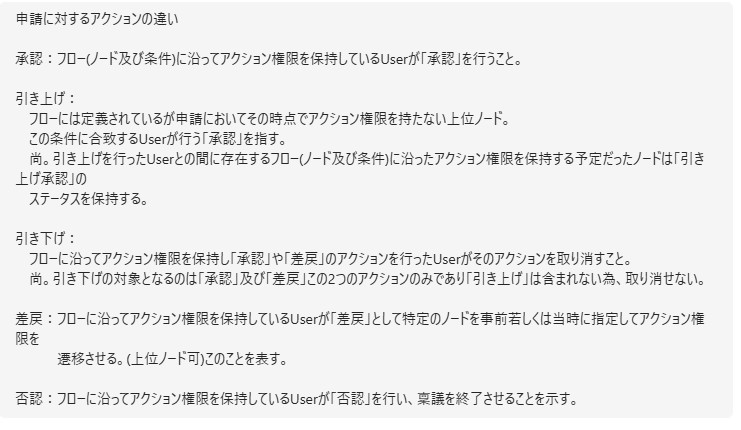 申請に対するアクションの違い
承認：フロー(ノード及び条件)に沿ってアクション権限を保持しているUserが「承認」を行うこと。
引き上げ：
フローには定義されているが申請においてその時点でアクション権限を持たない上位ノード。
この条件に合致するUserが行う「承認」を指す。
尚。引き上げを行ったUserとの間に存在するフロー(ノード及び条件)に沿ったアクション権限を保持する予定だったノードは「引き
上げ承認」の
ステータスを保持する。
引き下げ：
フローに沿ってアクション権限を保持し「承認」や「差戻」のアクションを行ったUserがそのアクションを取り消すこと。
尚。引き下げの対象となるのは「承認」及び「差戻」この2つのアクションのみであり「引き上げ」は含まれない為、取り消せない。
差戻：フローに沿ってアクション権限を保持しているUserが「差戻」として特定のノードを事前若しくは当時に指定してアクション権
限を
遷移させる。(上位ノード可)このことを表す。
否認：フローに沿ってアクション権限を保持しているUserが「否認」を行い、稟議を終了させることを示す。